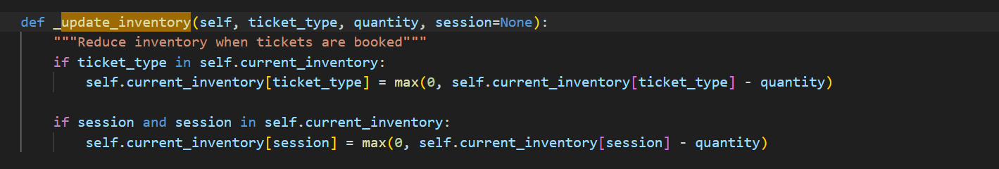 def _update_inventory(self, ticket_type, quantity, session=None):
    """Reduce inventory when tickets are booked"""
    if ticket_type in self.current_inventory:
        self.current_inventory[ticket_type] = max(0, self.current_inventory[ticket_type] - quantity)
    if session and session in self.current_inventory:
        self.current_inventory[session] = max(0, self.current_inventory[session] - quantity)